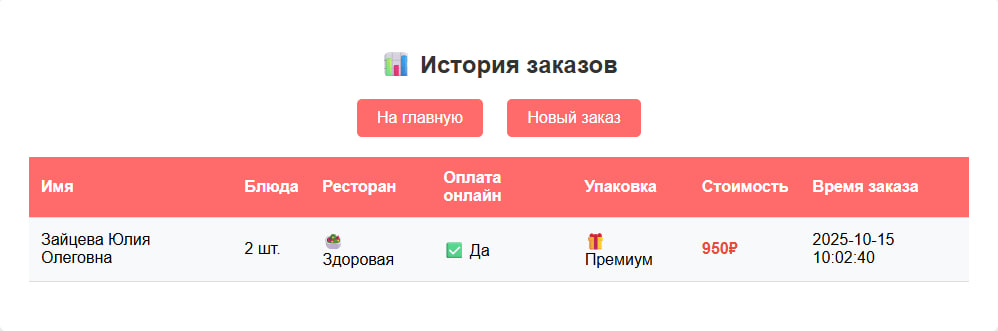 📊 История заказов
На главную Новый заказ
Имя Блюда Ресторан Оплата онлайн Упаковка Стоимость Время заказа
Зайцева Юлия Олеговна 2 шт. 🥗 Здоровая ✅ Да 🎁 Премиум 950₽ 2025-10-15 10:02:40